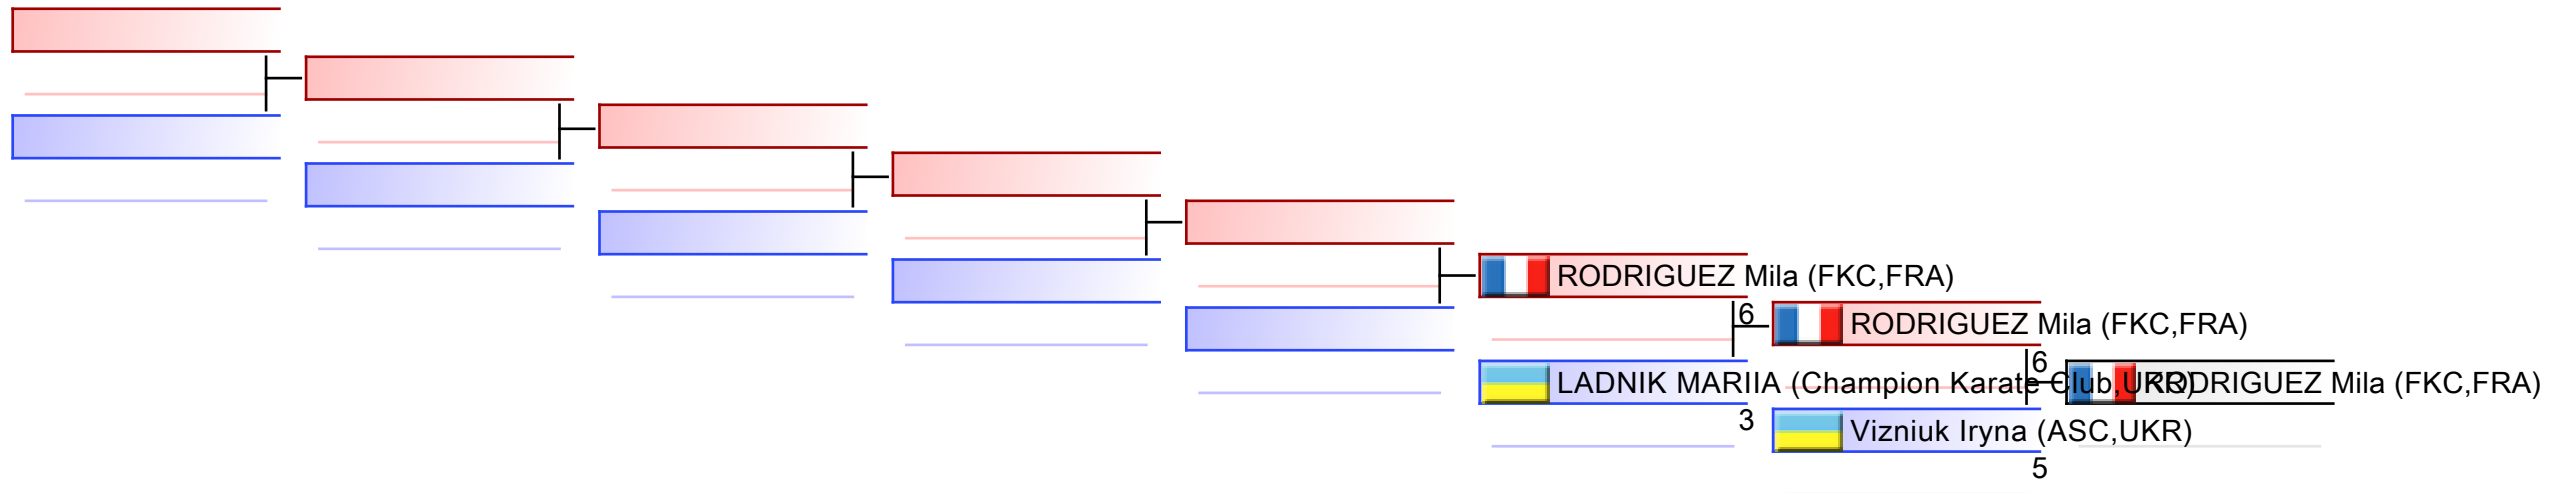 RODRIGUEZ Mila (FKC,FRA)
6
RODRIGUEZ Mila (FKC,FRA)
6
LADNIK MARIIA (Champion Karate Club,UKR)
RODRIGUEZ Mila (FKC,FRA)
3
Vizniuk Iryna (ASC,UKR)
5